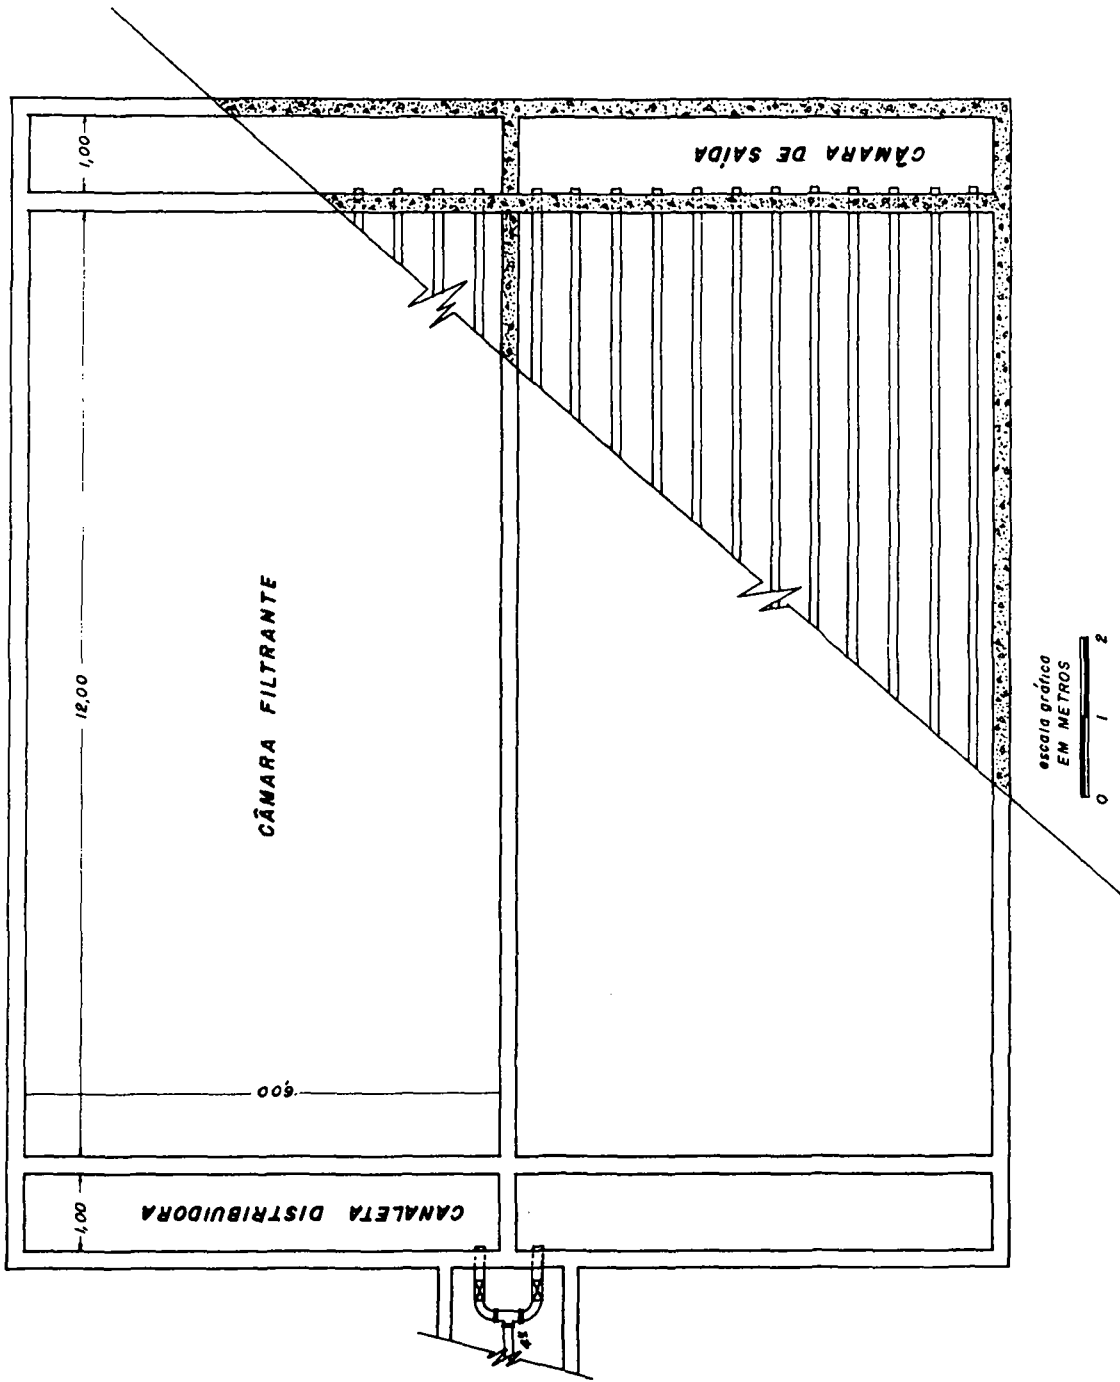 1,00
CÂMARA DE SAÍDA
12,00
CÂMARA FILTRANTE
escala gráfica
EM METROS
0 1 2
6,00
1,00
CANALETA DISTRIBUIDORA